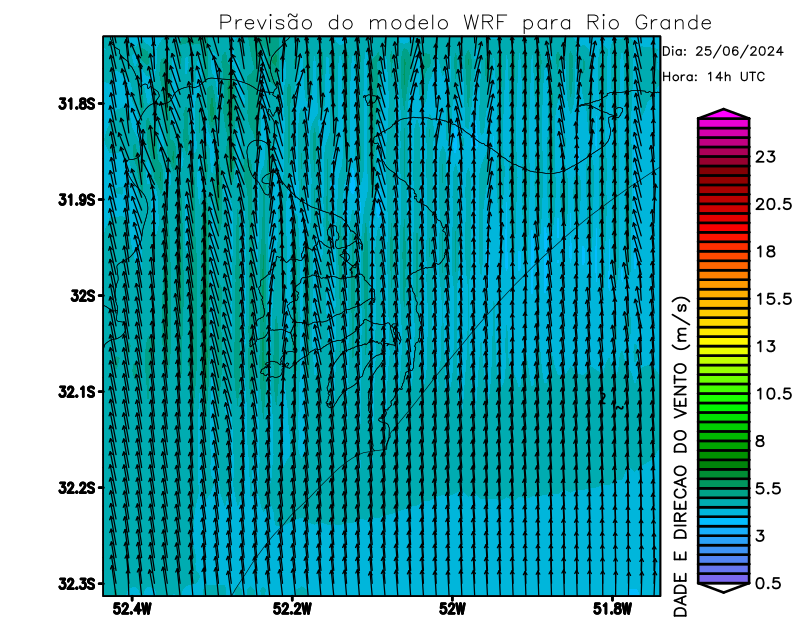 Previsão do modelo WRF para Rio Grande
Dia: 25/06/2024
Hora: 14h UTC
31.8S
31.9S
32S
32.1S
32.2S
32.3S
52.4W
52.2W
52W
51.8W
23
20.5
18
15.5
13
10.5
8
5.5
3
0.5
DADE E DIRECAO DO VENTO (m/s)